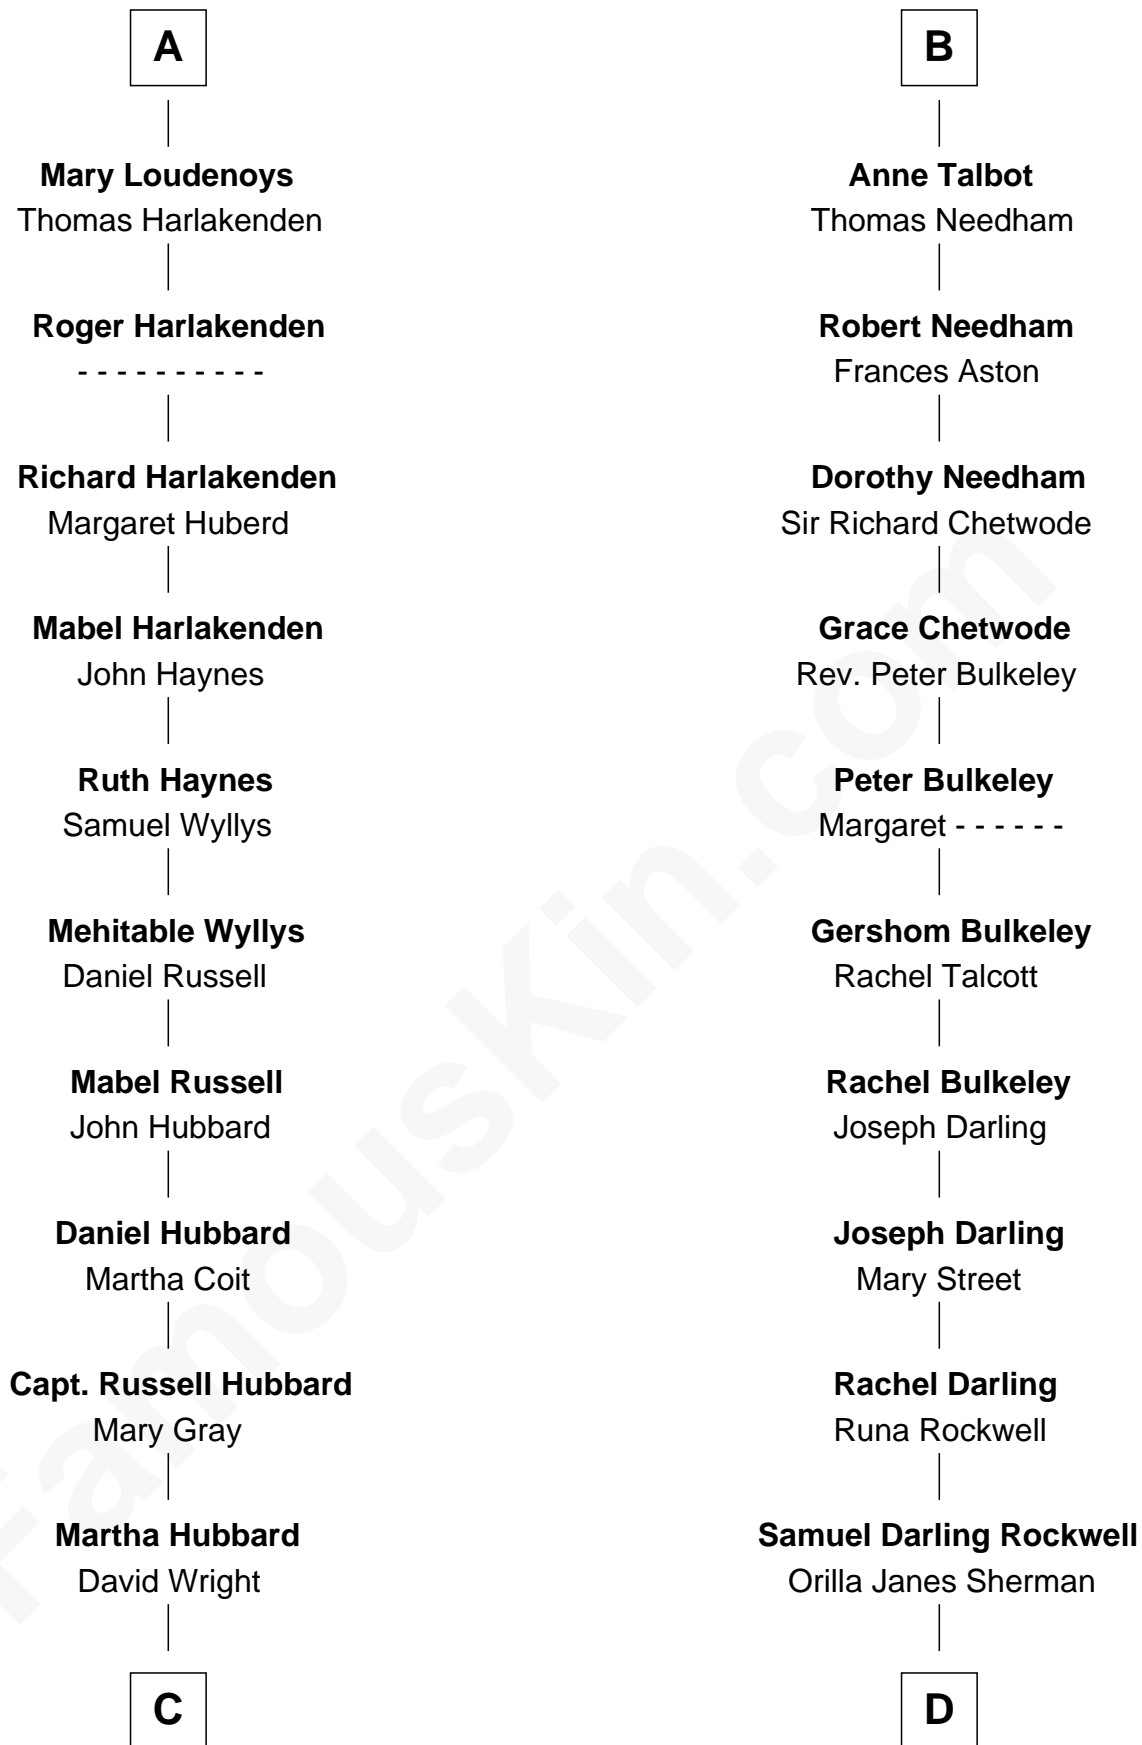 A
Mary Loudenoys
Thomas Harlakenden
Roger Harlakenden
- - - - - - - - - -
Richard Harlakenden
Margaret Huberd
Mabel Harlakenden
John Haynes
Ruth Haynes
Samuel Wyllys
Mehitable Wyllys
Daniel Russell
Mabel Russell
John Hubbard
Daniel Hubbard
Martha Coit
Capt. Russell Hubbard
Mary Gray
Martha Hubbard
David Wright
C
B
Anne Talbot
Thomas Needham
Robert Needham
Frances Aston
Dorothy Needham
Sir Richard Chetwode
Grace Chetwode
Rev. Peter Bulkeley
Peter Bulkeley
Margaret - - - - - -
Gershom Bulkeley
Rachel Talcott
Rachel Bulkeley
Joseph Darling
Joseph Darling
Mary Street
Rachel Darling
Runa Rockwell
Samuel Darling Rockwell
Orilla Janes Sherman
D
FamousKin.com